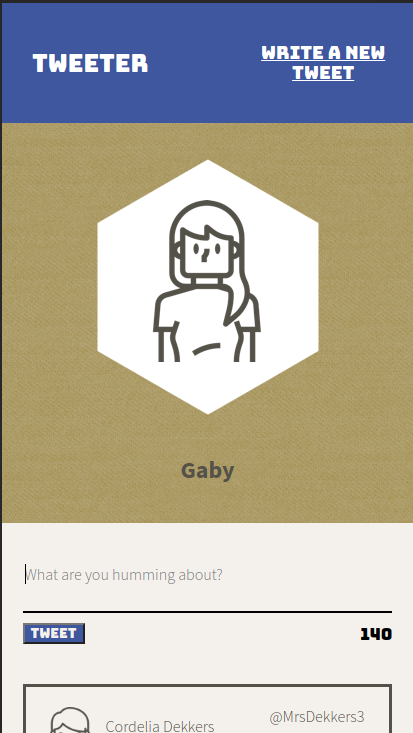 TWEETER
WRITE A NEW
TWEET
Gaby
What are you humming about?
TWEET
140
Cordelia Dekkers
@MrsDekkers3